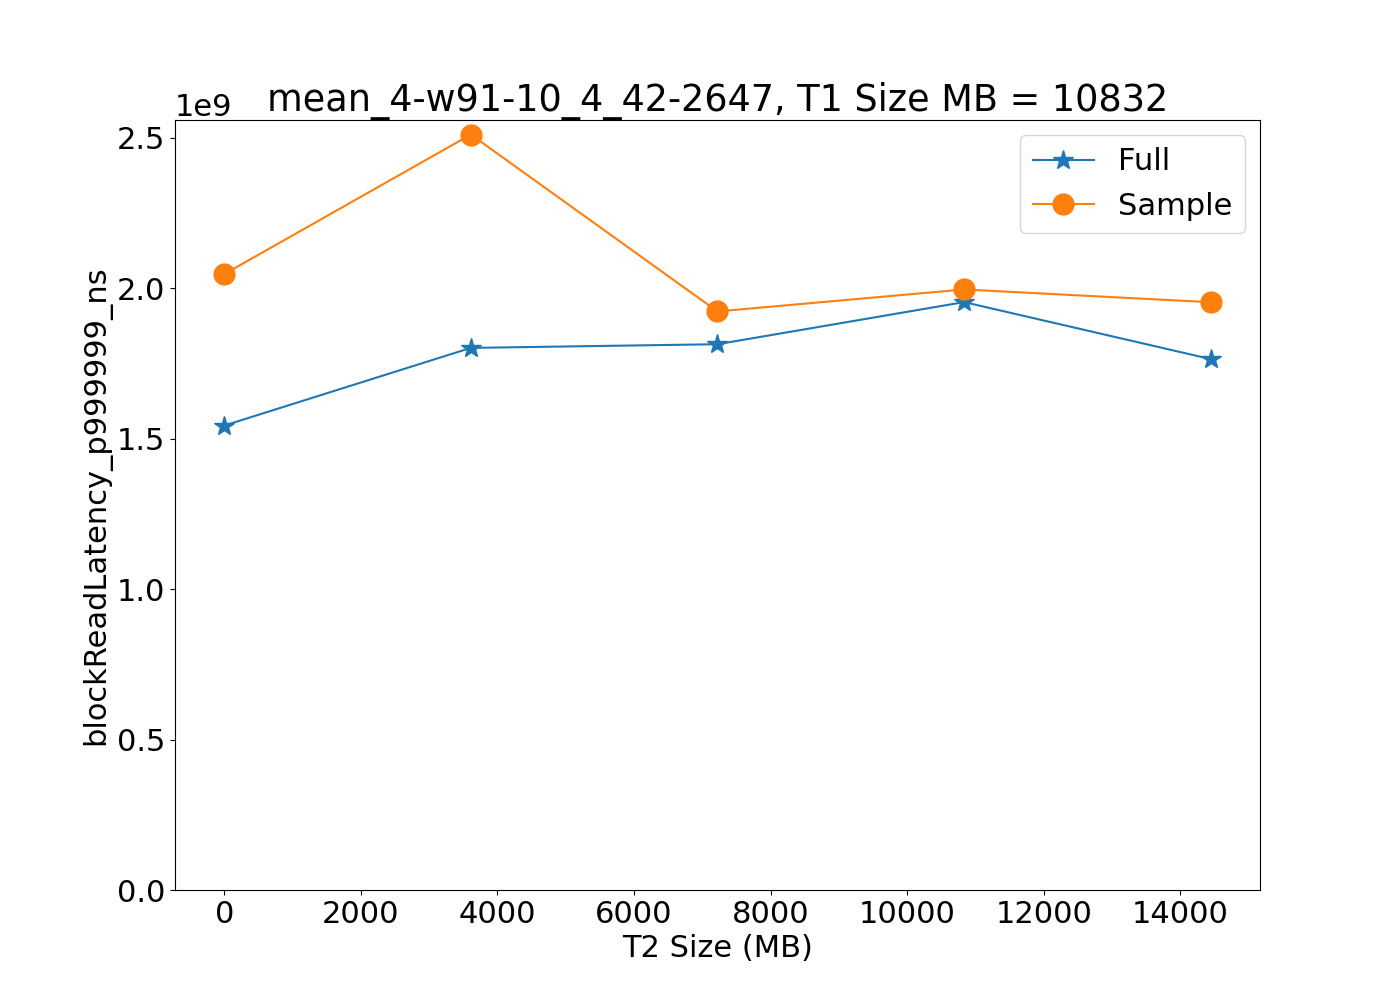 1e9
mean_4-w91-10_4_42-2647, T1 Size MB = 10832
Full
Sample
blockReadLatency_p999999_ns
2.5
2.0
1.5
1.0
0.5
0.0
0 2000 4000 6000 8000 10000 12000 14000
T2 Size (MB)